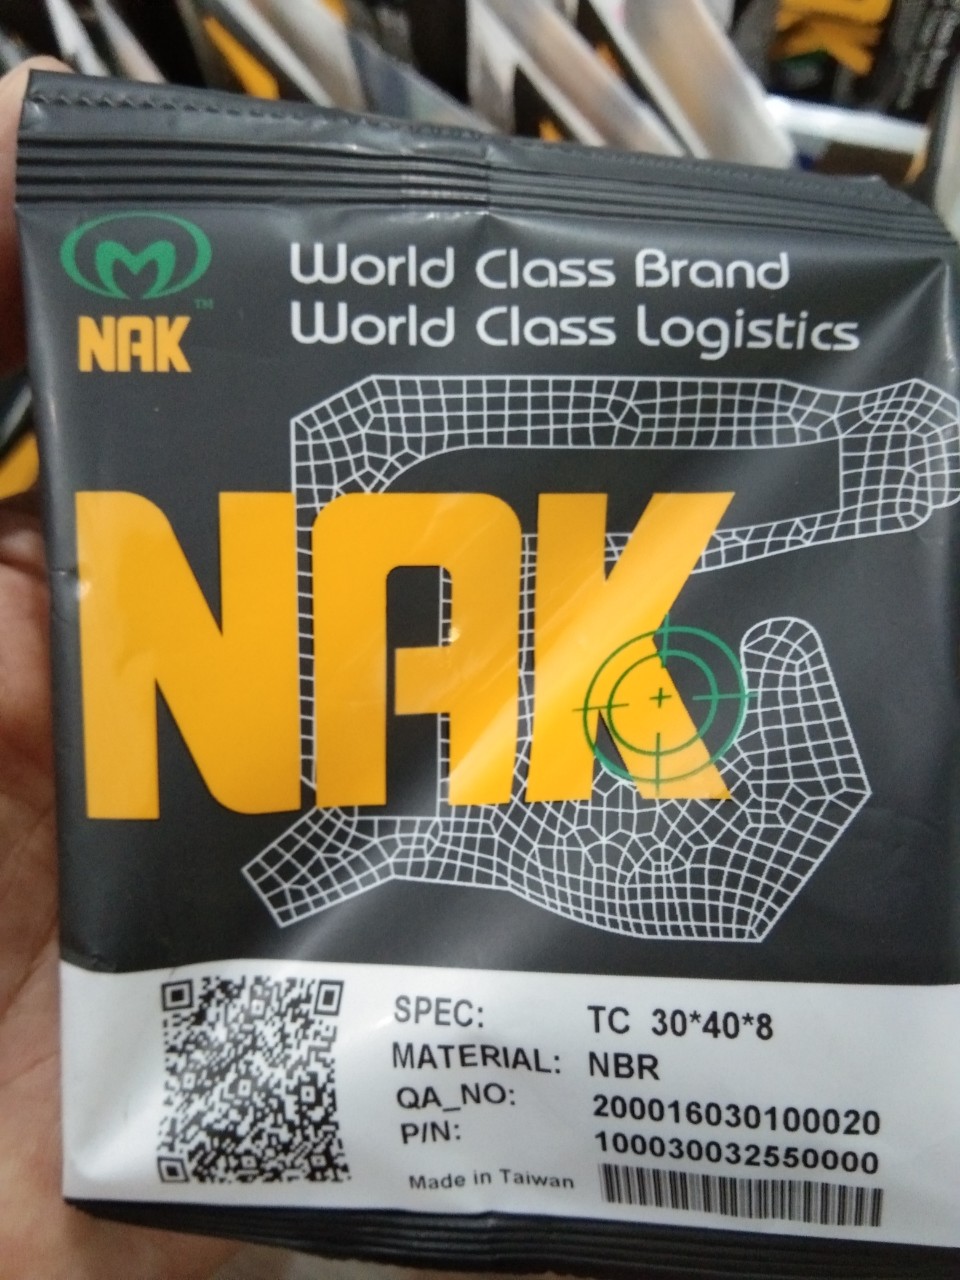 TM
NAK
World Class Brand
World Class Logistics
NAK
SPEC: TC 30*40*8
MATERIAL: NBR
QA_NO: 200016030100020
P/N: 100030032550000
Made in Taiwan